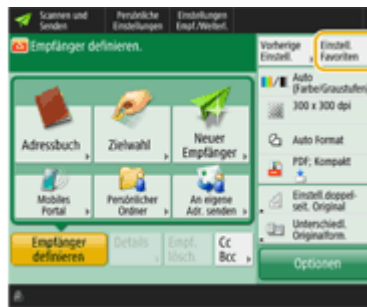 Scannen und
Senden
Persönliche
Einstellungen
Einstellungen
Empf./Weiterl.
Empfänger definieren.
Vorherige
Einstell.
Einstell.
Favoriten
Auto
(Farbe/Graustufen)
300 x 300 dpi
Auto Format
PDF; Kompakt
Einstell.doppel-
seit. Original
Unterschiedl.
Originalform.
Optionen
Adressbuch
Zielwahl
Neuer
Empfänger
Mobiles
Portal
Persönlicher
Ordner
An eigene
Adr. senden
Empfänger
definieren
Details
Empf.
lösch.
Cc
Bcc